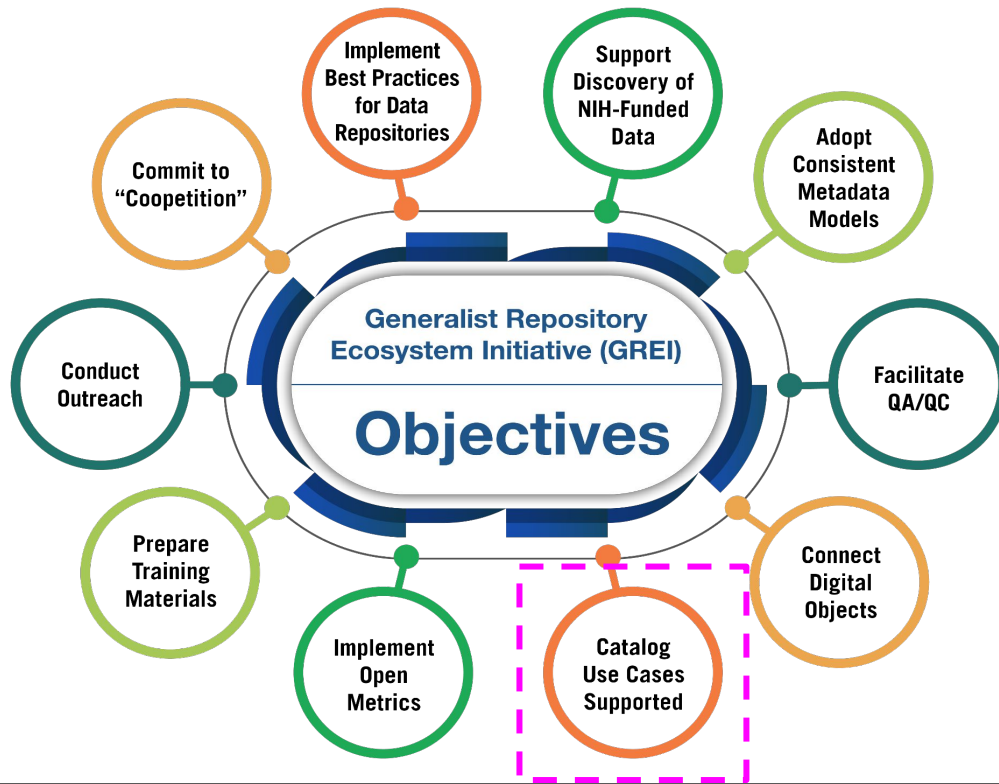 Generalist Repository
Ecosystem Initiative (GREI)
Objectives
Implement
Best Practices
for Data
Repositories
Support
Discovery of
NIH-Funded
Data
Adopt
Consistent
Metadata
Models
Facilitate
QA/QC
Connect
Digital
Objects
Catalog
Use Cases
Supported
Implement
Open
Metrics
Prepare
Training
Materials
Conduct
Outreach
Commit to
“Coopetition”